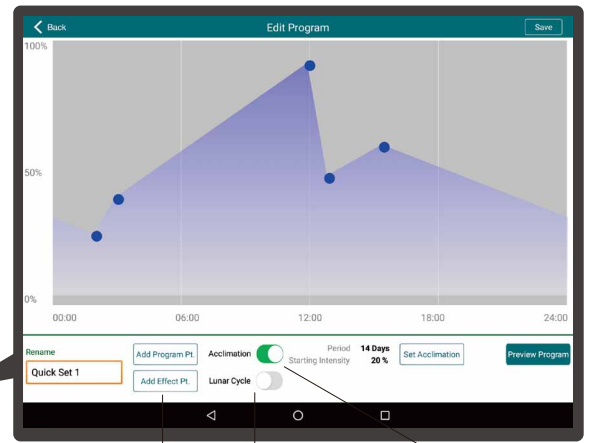 Back Edit Program Save
100%
50%
0%
00:00 06:00 12:00 18:00 24:00
Rename
Quick Set 1
Add Program Pt.
Add Effect Pt.
Acclimation
Lunar Cycle
Period 14 Days
Starting Intensity 20 %
Set Acclimation
Preview Program